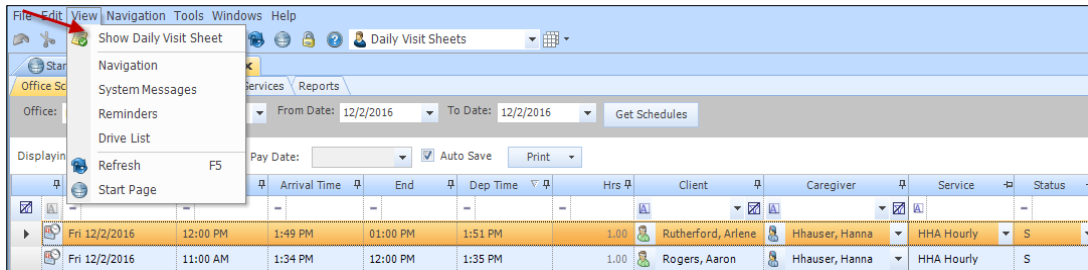 File Edit View Navigation Tools Windows Help
Show Daily Visit Sheet Daily Visit Sheets
Star Navigation
Office Sc System Messages Services Reports
Office: Reminders From Date: 12/2/2016 To Date: 12/2/2016 Get Schedules
Drive List
Displayin Refresh F5 Pay Date: Auto Save Print
Start Page Arrival Time End Dep Time Hrs Client Caregiver Service Status
Fri 12/2/2016 12:00 PM 1:49 PM 01:00 PM 1:51 PM 1.00 Rutherford, Arlene Hhauser, Hanna HHA Hourly S
Fri 12/2/2016 11:00 AM 1:34 PM 12:00 PM 1:35 PM 1.00 Rogers, Aaron Hhauser, Hanna HHA Hourly S